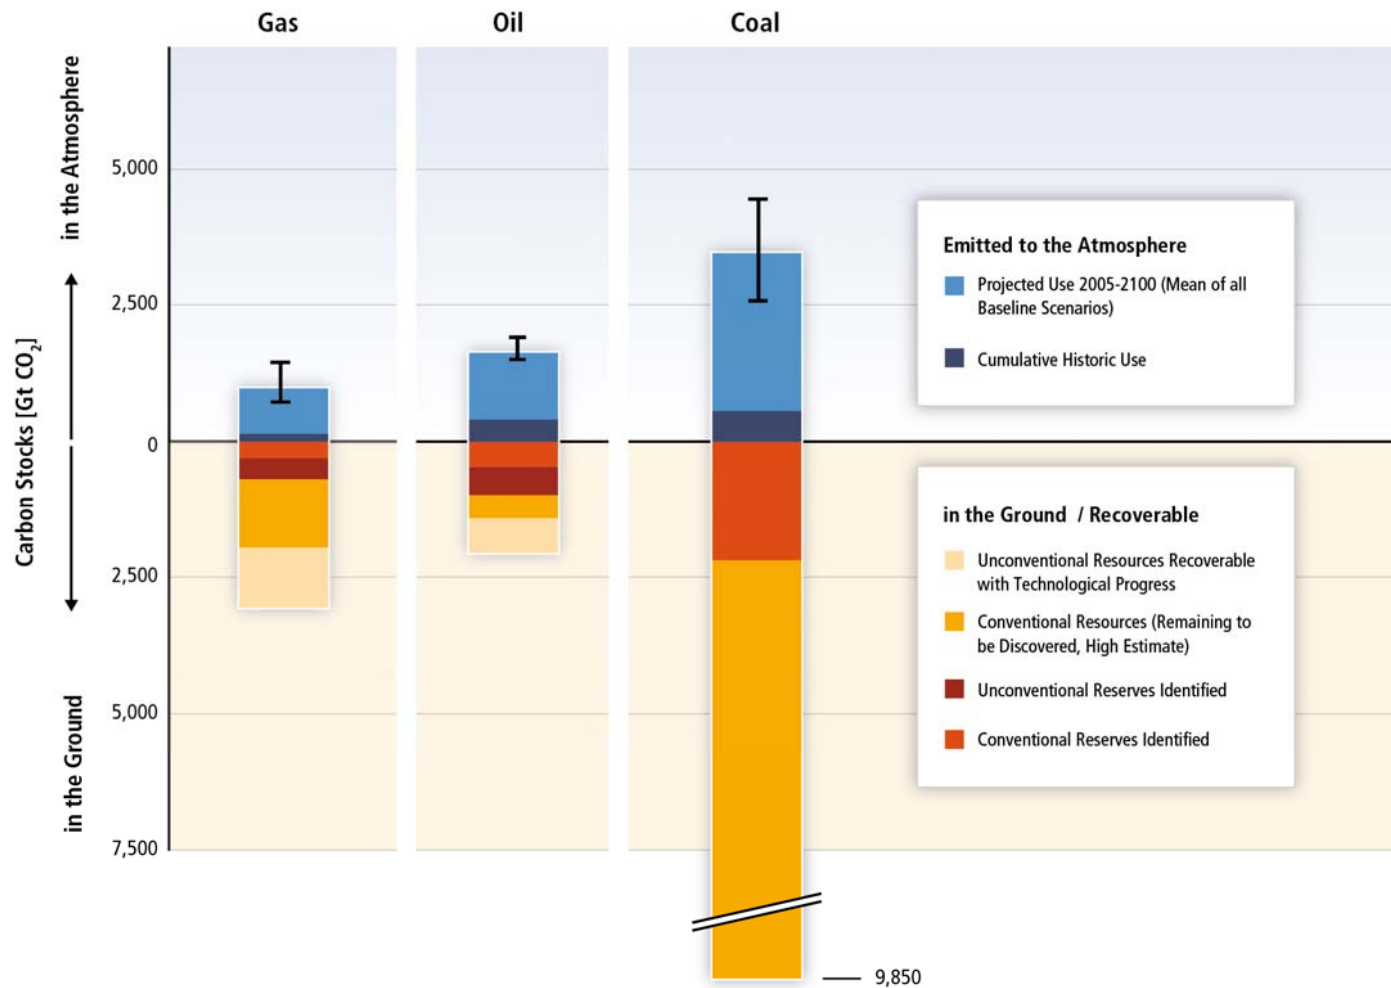 Gas
Oil
Coal
in the Atmosphere
Carbon Stocks [Gt CO₂]
in the Ground
5,000
2,500
0
2,500
5,000
7,500
9,850
Emitted to the Atmosphere
Projected Use 2005-2100 (Mean of all
Baseline Scenarios)
Cumulative Historic Use
in the Ground / Recoverable
Unconventional Resources Recoverable
with Technological Progress
Conventional Resources (Remaining to
be Discovered, High Estimate)
Unconventional Reserves Identified
Conventional Reserves Identified